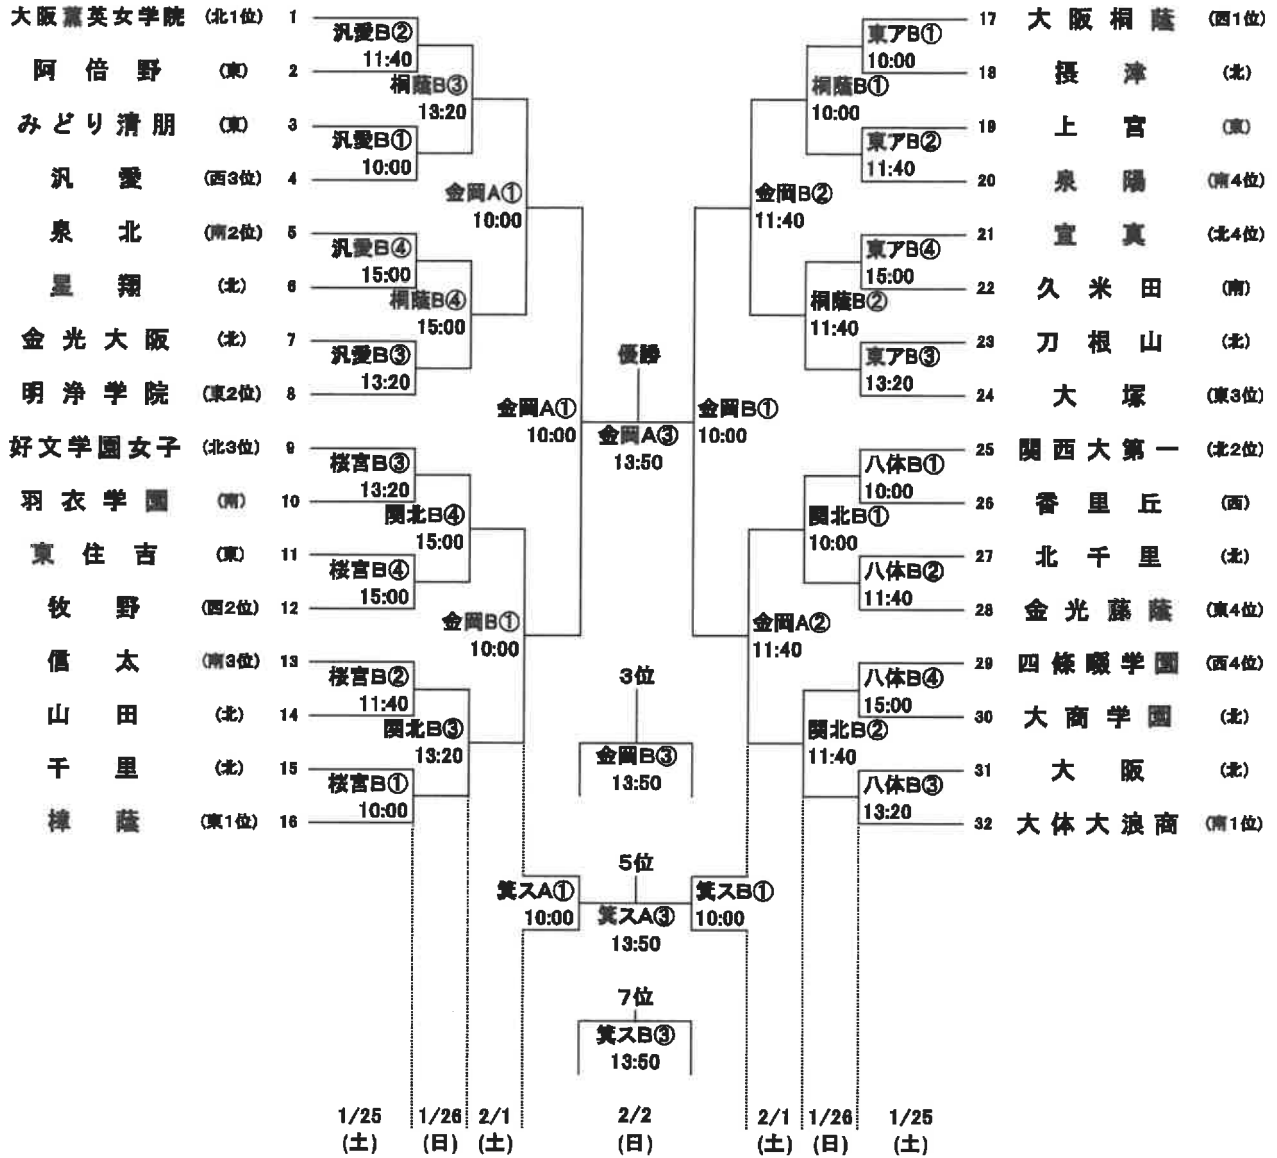 大阪薫英女学院 (北1位) 1
阿倍野 (東) 2
みどり清朋 (東) 3
汎愛 (西3位) 4
泉北 (南2位) 5
星翔 (北) 6
金光大阪 (北) 7
明浄学院 (東2位) 8
好文学園女子 (北3位) 9
羽衣学園 (南) 10
東住吉 (東) 11
牧野 (西2位) 12
信太 (南3位) 13
山田 (北) 14
千里 (北) 15
樟蔭 (東1位) 16
汎愛B②
11:40
汎愛B①
10:00
汎愛B④
15:00
汎愛B③
13:20
桜宮B③
13:20
桜宮B④
15:00
桜宮B②
11:40
桜宮B①
10:00
桐蔭B③
13:20
桐蔭B④
15:00
関北B④
15:00
関北B③
13:20
金岡A①
10:00
金岡B①
10:00
金岡A①
10:00
優勝
金岡A③
13:50
3位
金岡B③
13:50
5位
箕スA①
10:00
箕スA③
13:50
箕スB①
10:00
7位
箕スB③
13:50
金岡B①
10:00
金岡B②
11:40
金岡A②
11:40
桐蔭B①
10:00
桐蔭B②
11:40
関北B①
10:00
関北B②
11:40
東アB①
10:00
東アB②
11:40
東アB④
15:00
東アB③
13:20
八体B①
10:00
八体B②
11:40
八体B④
15:00
八体B③
13:20
17 大阪桐蔭 (西1位)
18 摂津 (北)
19 上宮 (東)
20 泉陽 (南4位)
21 宣真 (北4位)
22 久米田 (南)
23 刀根山 (北)
24 大塚 (東3位)
25 関西大第一 (北2位)
26 香里丘 (西)
27 北千里 (北)
28 金光藤蔭 (東4位)
29 四條畷学園 (西4位)
30 大商学園 (北)
31 大阪 (北)
32 大体大浪商 (南1位)
1/25 1/26 2/1 2/2 2/1 1/26 1/25
(土) (日) (土) (日) (土) (日) (土)